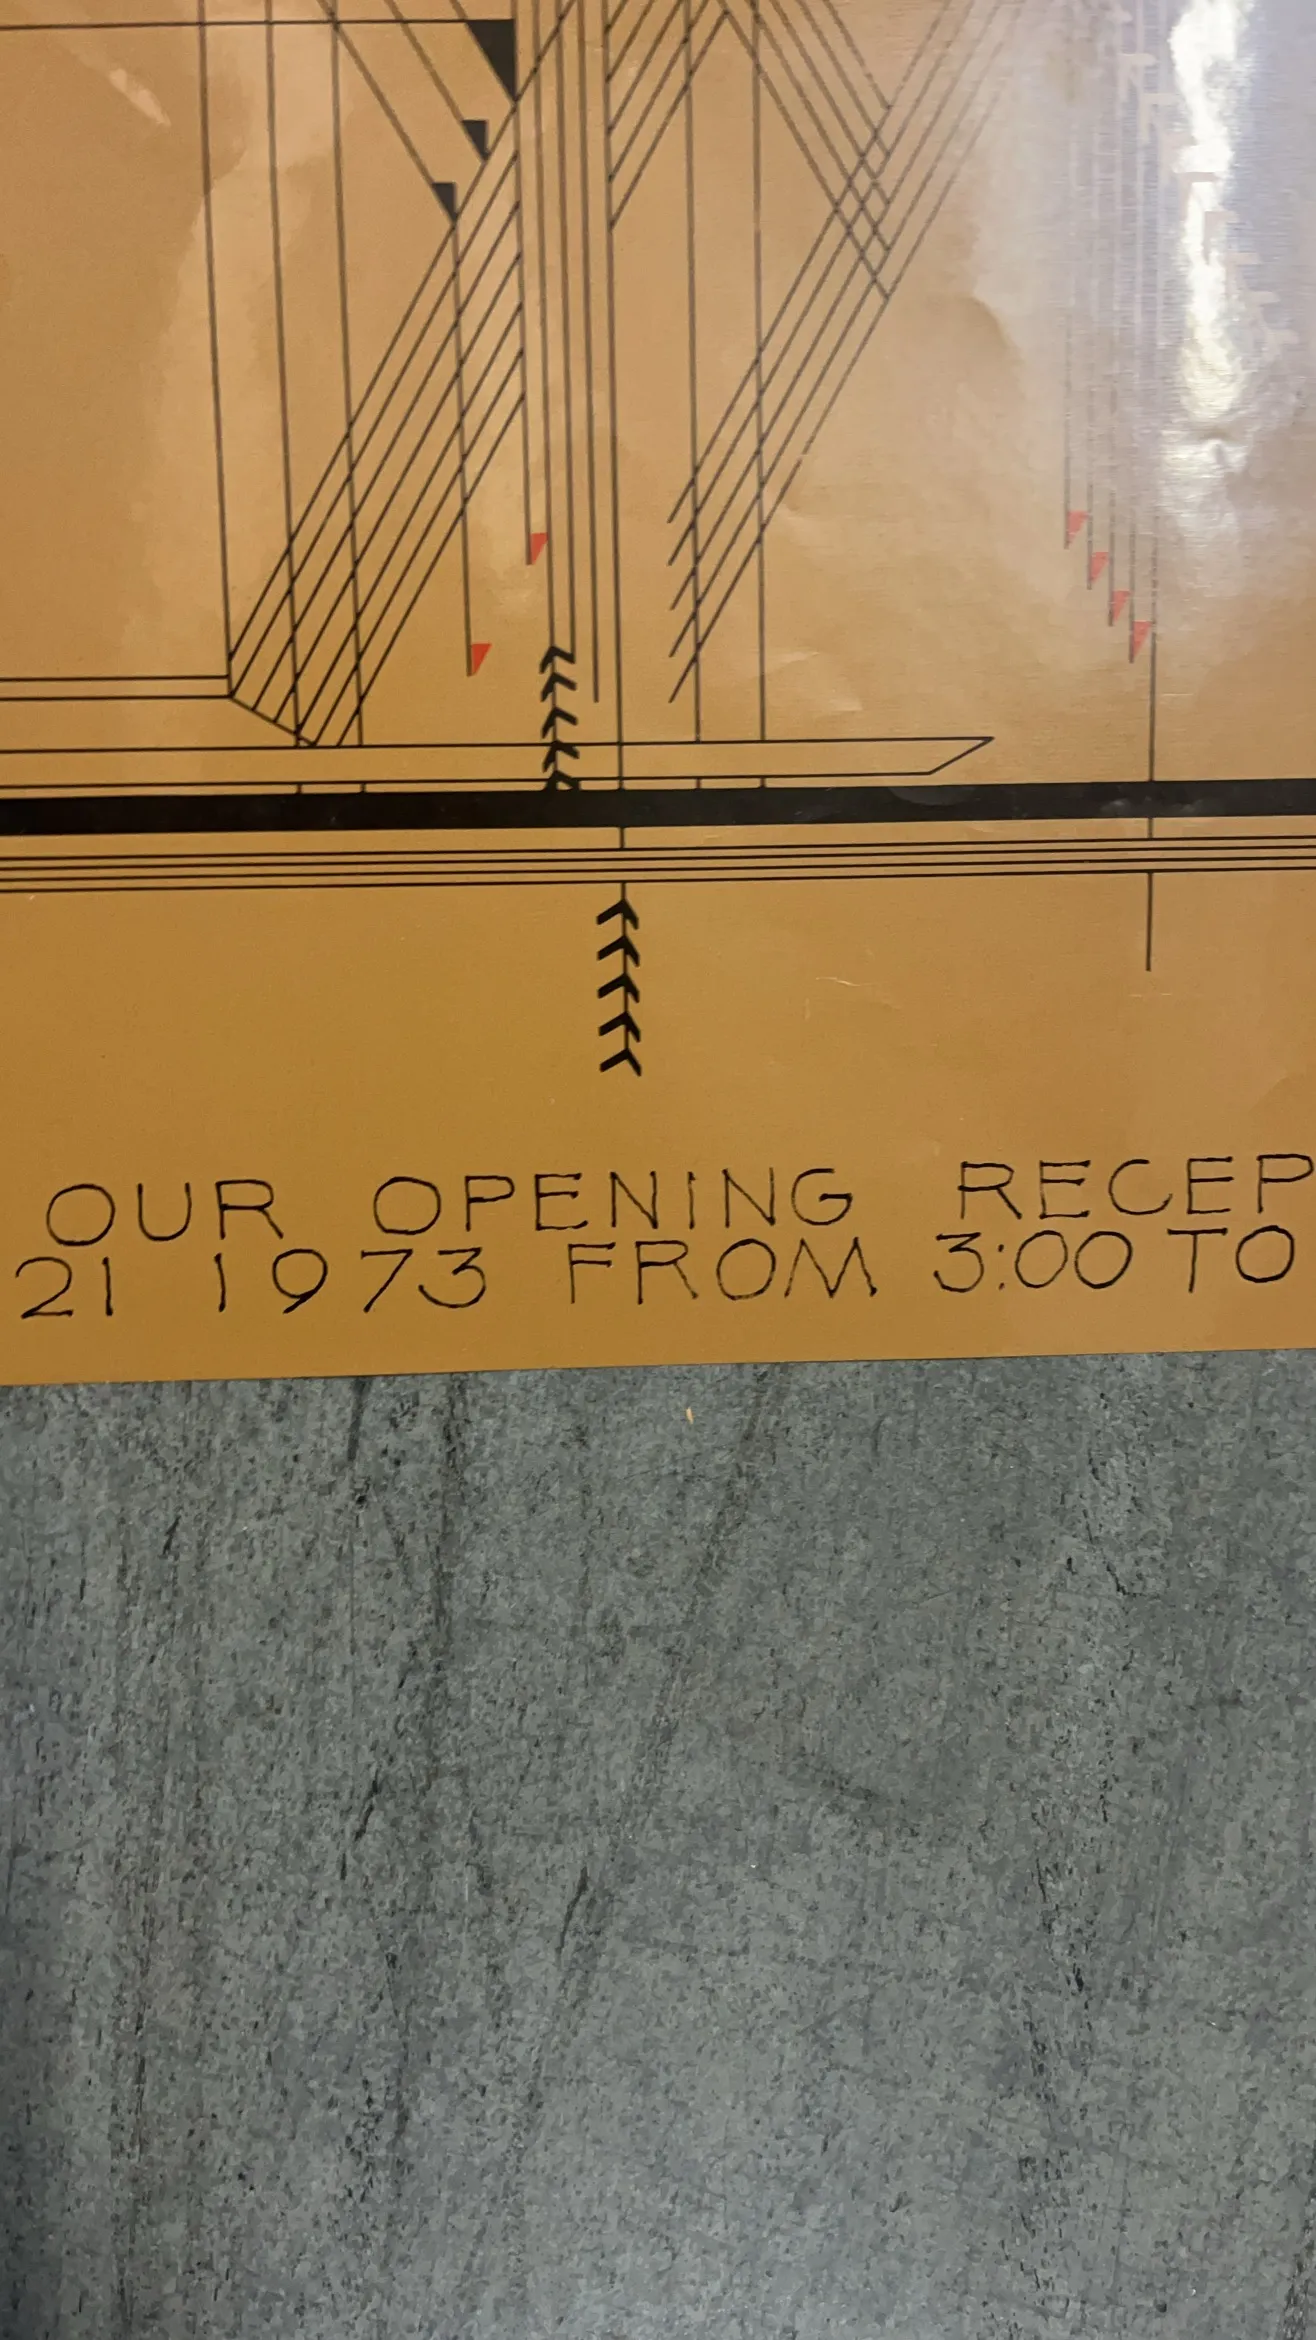 OUR OPENING RECEP
21 1973 FROM 3:00 TO